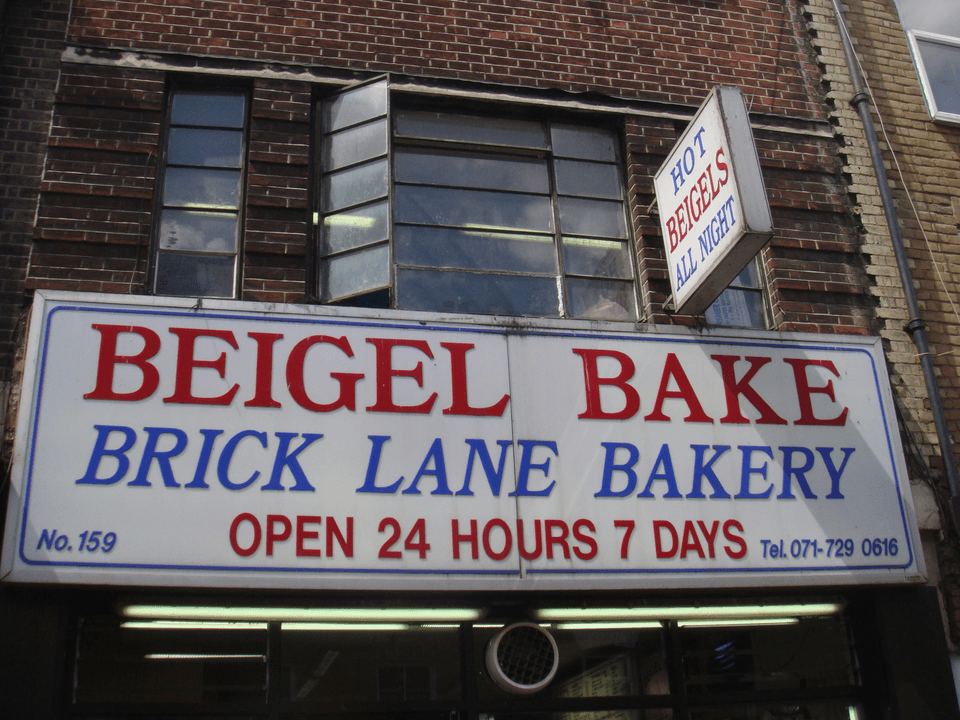 HOT
BEIGELS
ALL NIGHT
BEIGEL BAKE
BRICK LANE BAKERY
No. 159 OPEN 24 HOURS 7 DAYS Tel. 071-729 0616